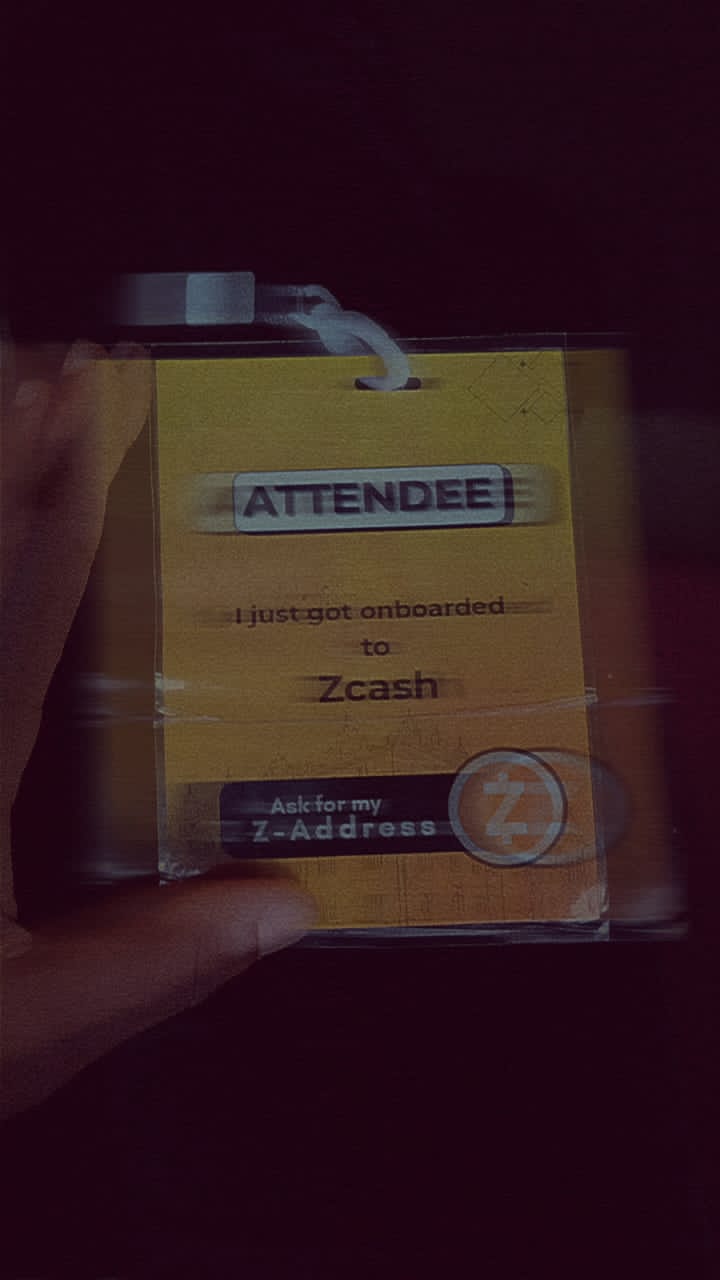 ATTENDEE
I just got onboarded
to
Zcash
Ask for my
Z-Address